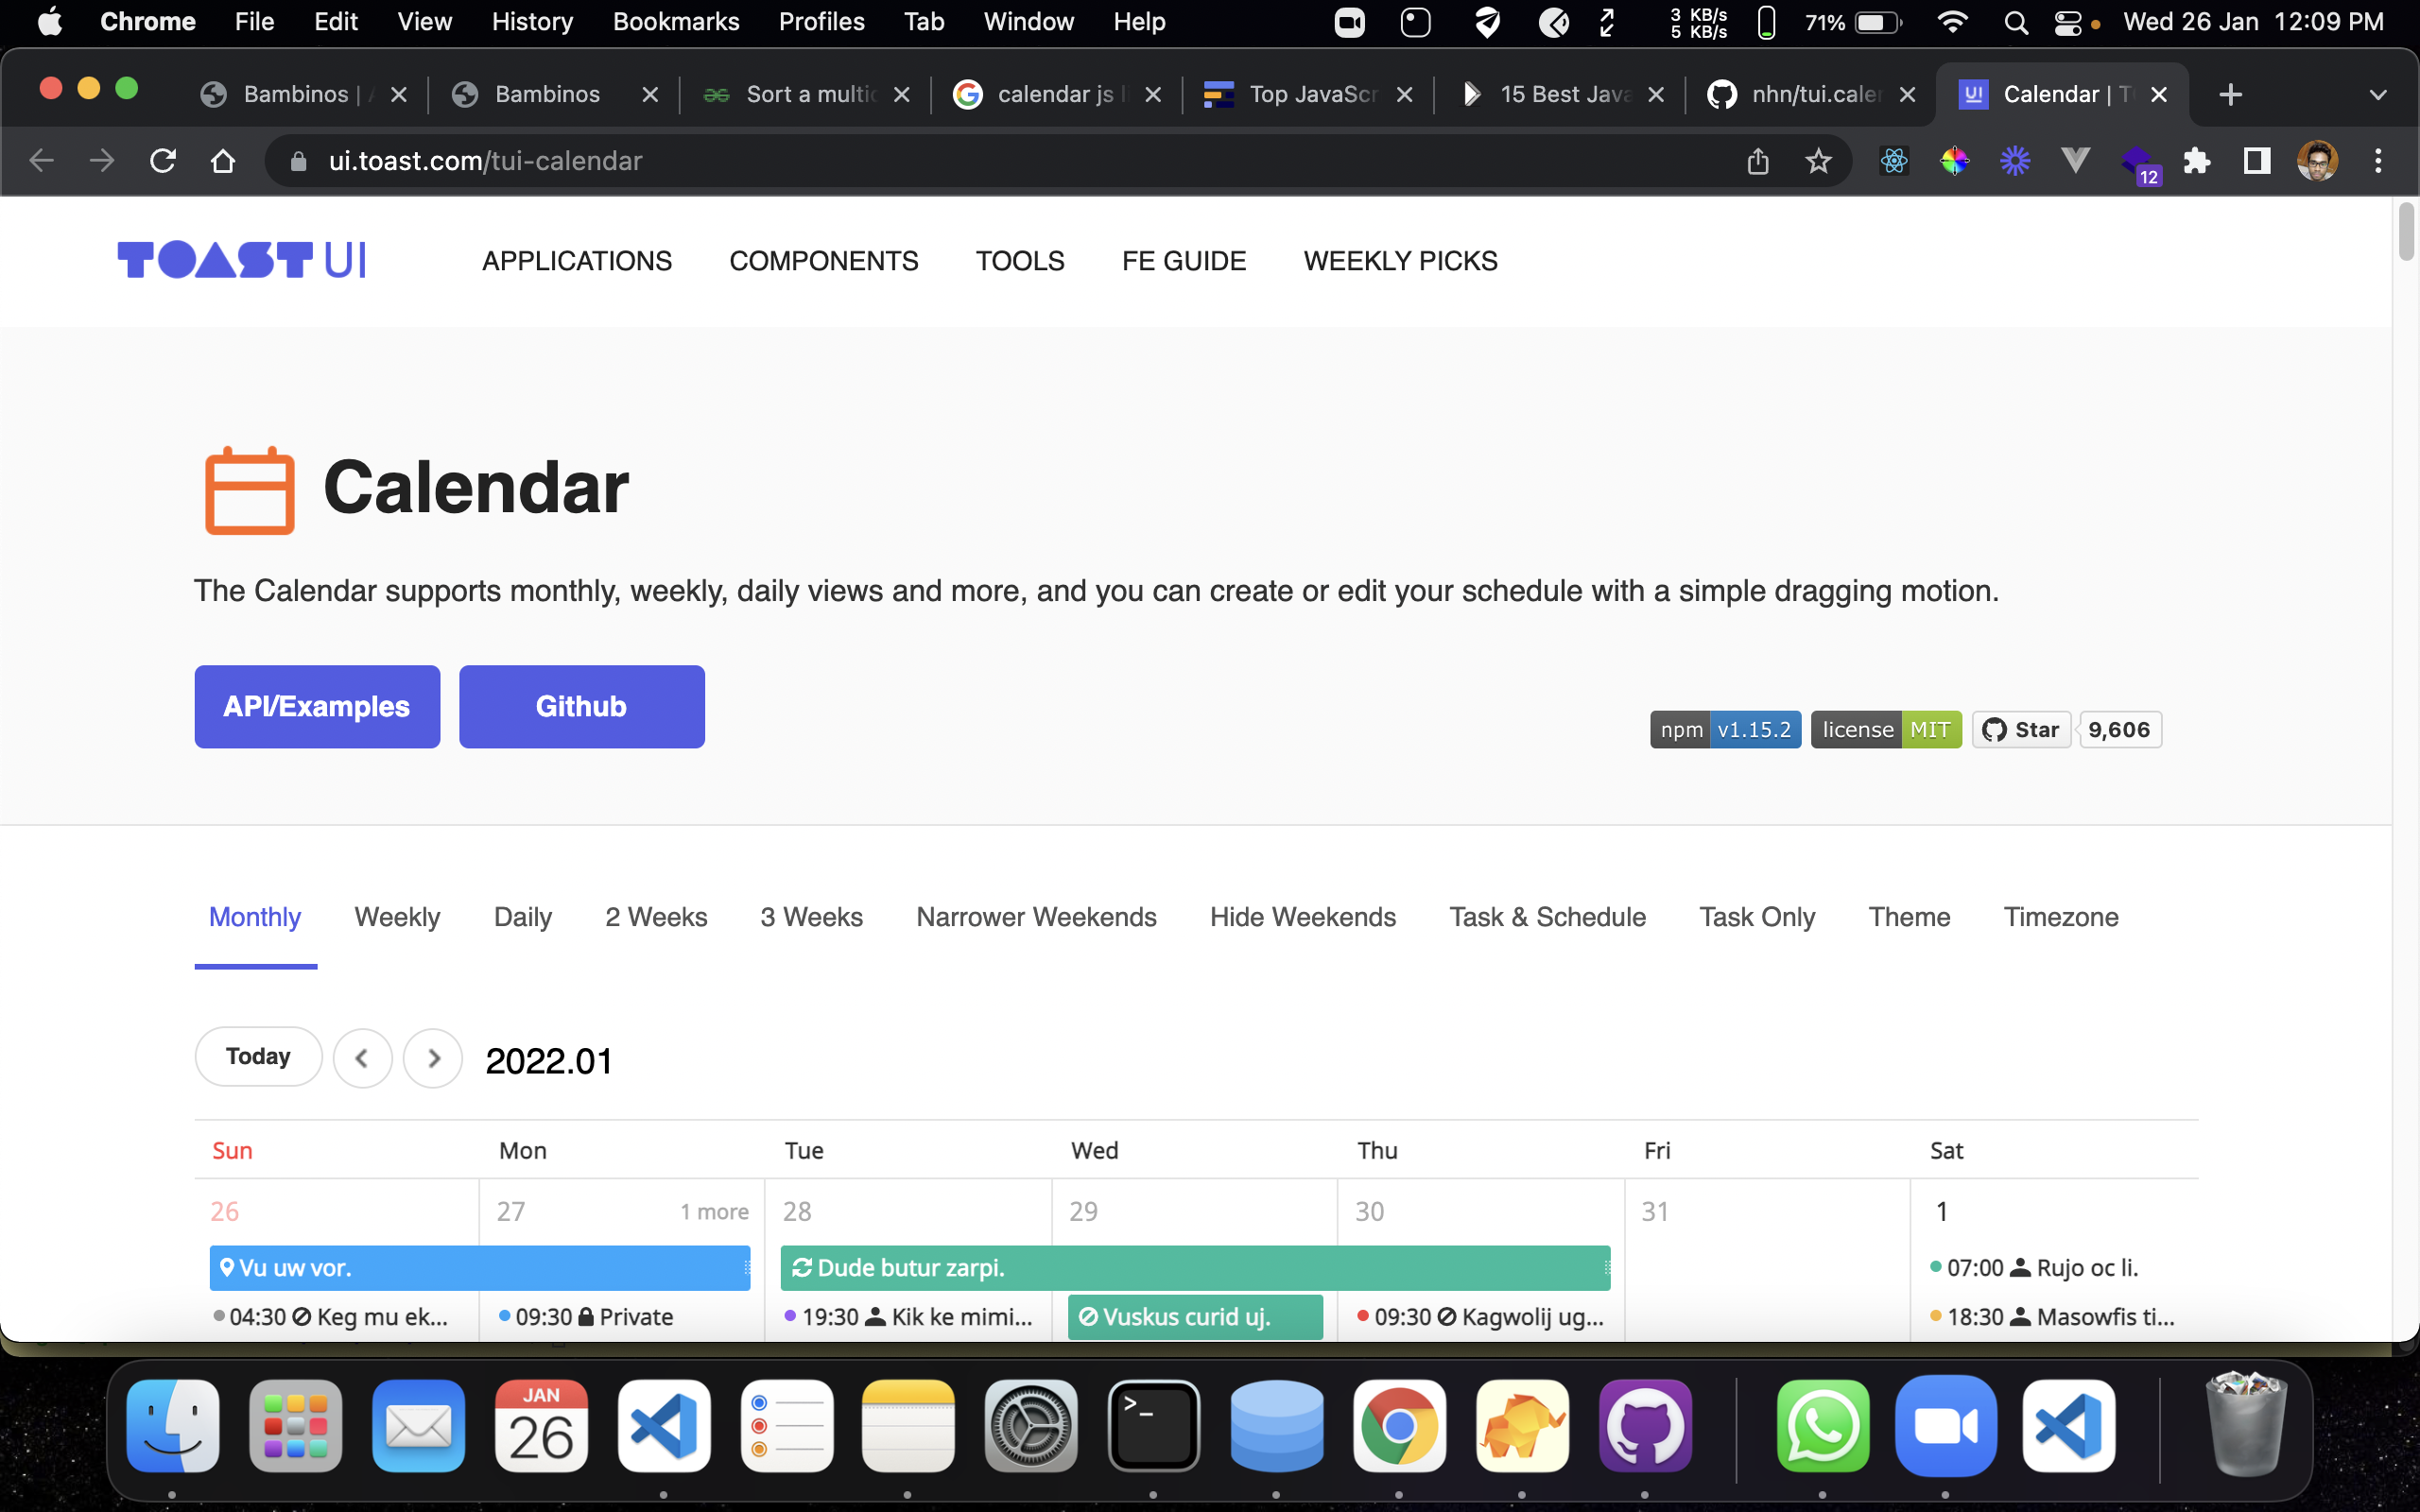 Chrome File Edit View History Bookmarks Profiles Tab Window Help 3 KB/s 5 KB/s 71% Wed 26 Jan 12:09 PM
Bambinos | Bambinos Sort a multi calendar js Top JavaScr 15 Best Java nhn/tui.caler Calendar | T
ui.toast.com/tui-calendar 12
TOAST UI APPLICATIONS COMPONENTS TOOLS FE GUIDE WEEKLY PICKS
Calendar
The Calendar supports monthly, weekly, daily views and more, and you can create or edit your schedule with a simple dragging motion.
API/Examples Github
npm v1.15.2 license MIT Star 9,606
Monthly Weekly Daily 2 Weeks 3 Weeks Narrower Weekends Hide Weekends Task & Schedule Task Only Theme Timezone
Today 2022.01
Sun Mon Tue Wed Thu Fri Sat
26 27 1 more 28 29 30 31 1
Vu uw vor. Dude butur zarpi. 07:00 Rujo oc li.
04:30 Keg mu ek... 09:30 Private 19:30 Kik ke mimi... Vuskus curid uj. 09:30 Kagwolij ug... 18:30 Masowfis ti...
JAN
26